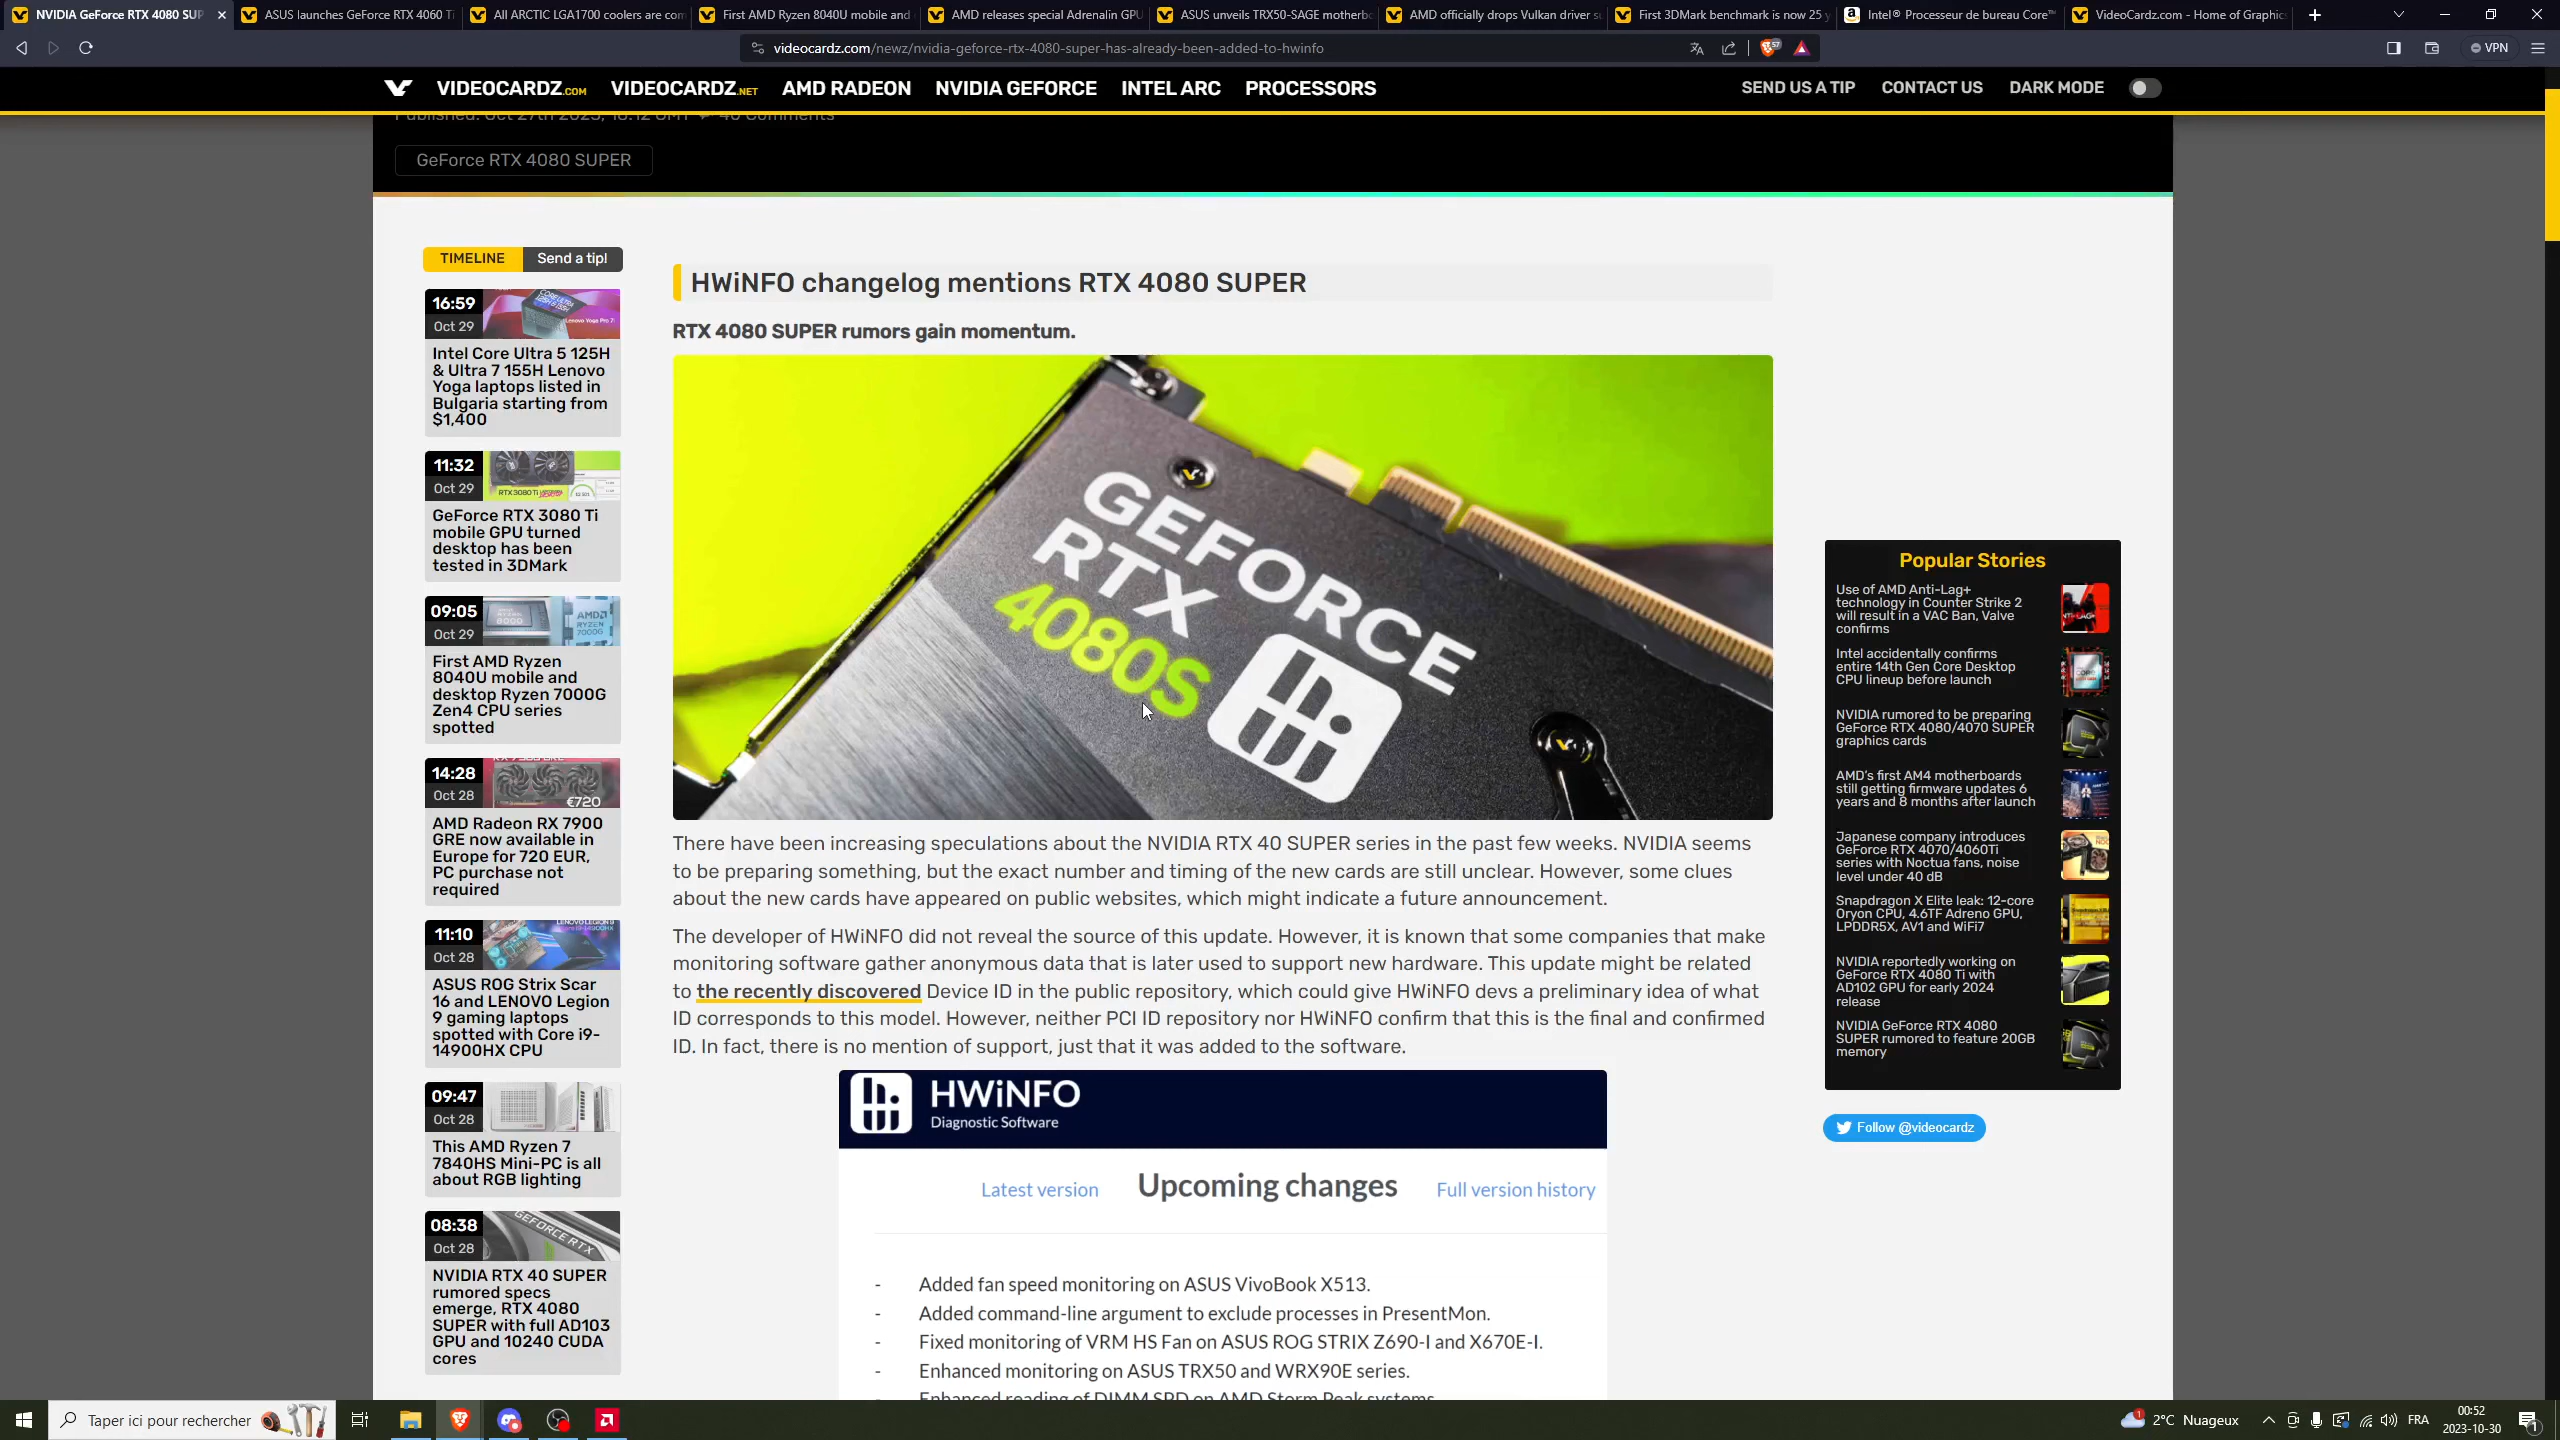 NVIDIA GeForce RTX 4080 SUP
ASUS launches GeForce RTX 4060 Ti
All ARCTIC LGA1700 coolers are com
First AMD Ryzen 8040U mobile and
AMD releases special Adrenalin GPU
ASUS unveils TRX50-SAGE motherbo
AMD officially drops Vulkan driver su
First 3DMark benchmark is now 25 y
Intel® Processeur de bureau Core™
VideoCardz.com - Home of Graphics
videocardz.com/newz/nvidia-geforce-rtx-4080-super-has-already-been-added-to-hwinfo
57
VPN
VIDEOCARDZ.COM
VIDEOCARDZ.NET
AMD RADEON
NVIDIA GEFORCE
INTEL ARC
PROCESSORS
SEND US A TIP
CONTACT US
DARK MODE
GeForce RTX 4080 SUPER
TIMELINE
Send a tip!
16:59
Oct 29
Intel Core Ultra 5 125H
& Ultra 7 155H Lenovo
Yoga laptops listed in
Bulgaria starting from
$1,400
11:32
Oct 29
GeForce RTX 3080 Ti
mobile GPU turned
desktop has been
tested in 3DMark
09:05
Oct 29
First AMD Ryzen
8040U mobile and
desktop Ryzen 7000G
Zen4 CPU series
spotted
14:28
Oct 28
€720
AMD Radeon RX 7900
GRE now available in
Europe for 720 EUR,
PC purchase not
required
11:10
Oct 28
ASUS ROG Strix Scar
16 and LENOVO Legion
9 gaming laptops
spotted with Core i9-
14900HX CPU
09:47
Oct 28
This AMD Ryzen 7
7840HS Mini-PC is all
about RGB lighting
08:38
Oct 28
GEFORCE RTX
NVIDIA RTX 40 SUPER
rumored specs
emerge, RTX 4080
SUPER with full AD103
GPU and 10240 CUDA
cores
HWiNFO changelog mentions RTX 4080 SUPER
RTX 4080 SUPER rumors gain momentum.
GEFORCE
RTX
4080S
There have been increasing speculations about the NVIDIA RTX 40 SUPER series in the past few weeks. NVIDIA seems
to be preparing something, but the exact number and timing of the new cards are still unclear. However, some clues
about the new cards have appeared on public websites, which might indicate a future announcement.
The developer of HWiNFO did not reveal the source of this update. However, it is known that some companies that make
monitoring software gather anonymous data that is later used to support new hardware. This update might be related
to the recently discovered Device ID in the public repository, which could give HWiNFO devs a preliminary idea of what
ID corresponds to this model. However, neither PCI ID repository nor HWiNFO confirm that this is the final and confirmed
ID. In fact, there is no mention of support, just that it was added to the software.
HWiNFO
Diagnostic Software
Latest version
Upcoming changes
Full version history
- Added fan speed monitoring on ASUS VivoBook X513.
- Added command-line argument to exclude processes in PresentMon.
- Fixed monitoring of VRM HS Fan on ASUS ROG STRIX Z690-I and X670E-I.
- Enhanced monitoring on ASUS TRX50 and WRX90E series.
- Enhanced reading of DIMM SPD on AMD Storm Peak systems.
Popular Stories
Use of AMD Anti-Lag+
technology in Counter Strike 2
will result in a VAC Ban, Valve
confirms
Intel accidentally confirms
entire 14th Gen Core Desktop
CPU lineup before launch
NVIDIA rumored to be preparing
GeForce RTX 4080/4070 SUPER
graphics cards
AMD's first AM4 motherboards
still getting firmware updates 6
years and 8 months after launch
Japanese company introduces
GeForce RTX 4070/4060Ti
series with Noctua fans, noise
level under 40 dB
Snapdragon X Elite leak: 12-core
Oryon CPU, 4.6TF Adreno GPU,
LPDDR5X, AV1 and WiFi7
NVIDIA reportedly working on
GeForce RTX 4080 Ti with
AD102 GPU for early 2024
release
NVIDIA GeForce RTX 4080
SUPER rumored to feature 20GB
memory
Follow @videocardz
Taper ici pour rechercher
2°C Nuageux
FRA
00:52
2023-10-30